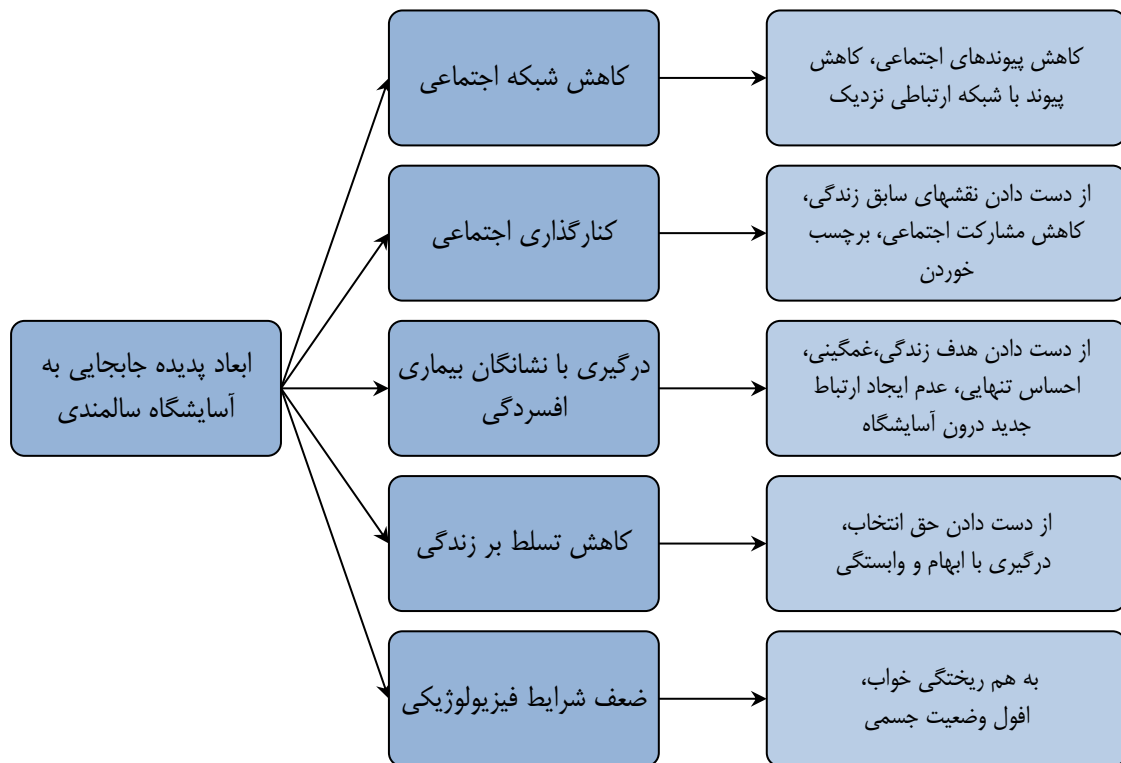 کاهش شبکه اجتماعی
کاهش پیوندهای اجتماعی، کاهش
پیوند با شبکه ارتباطی نزدیک
کنارگذاری اجتماعی
از دست دادن نقشهای سابق زندگی،
کاهش مشارکت اجتماعی، برچسب
خوردن
ابعاد پدیده جابجایی به
آسایشگاه سالمندی
درگیری با نشانگان بیماری
افسردگی
از دست دادن هدف زندگی،غمگینی،
احساس تنهایی، عدم ایجاد ارتباط
جدید درون آسایشگاه
کاهش تسلط بر زندگی
از دست دادن حق انتخاب،
درگیری با ابهام و وابستگی
ضعف شرایط فیزیولوژیکی
به هم ریختگی خواب،
افول وضعیت جسمی